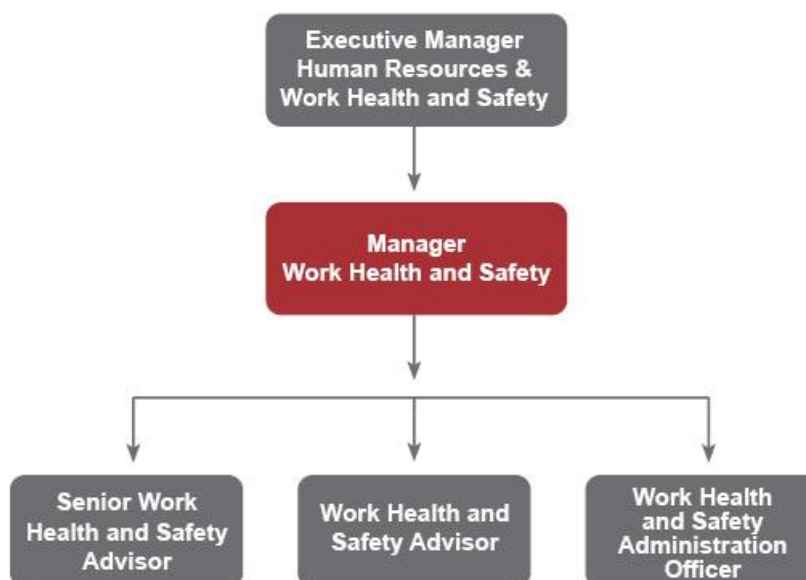 Executive Manager
Human Resources &
Work Health and Safety
Manager
Work Health and Safety
Senior Work
Health and Safety
Advisor
Work Health and
Safety Advisor
Work Health
and Safety
Administration
Officer